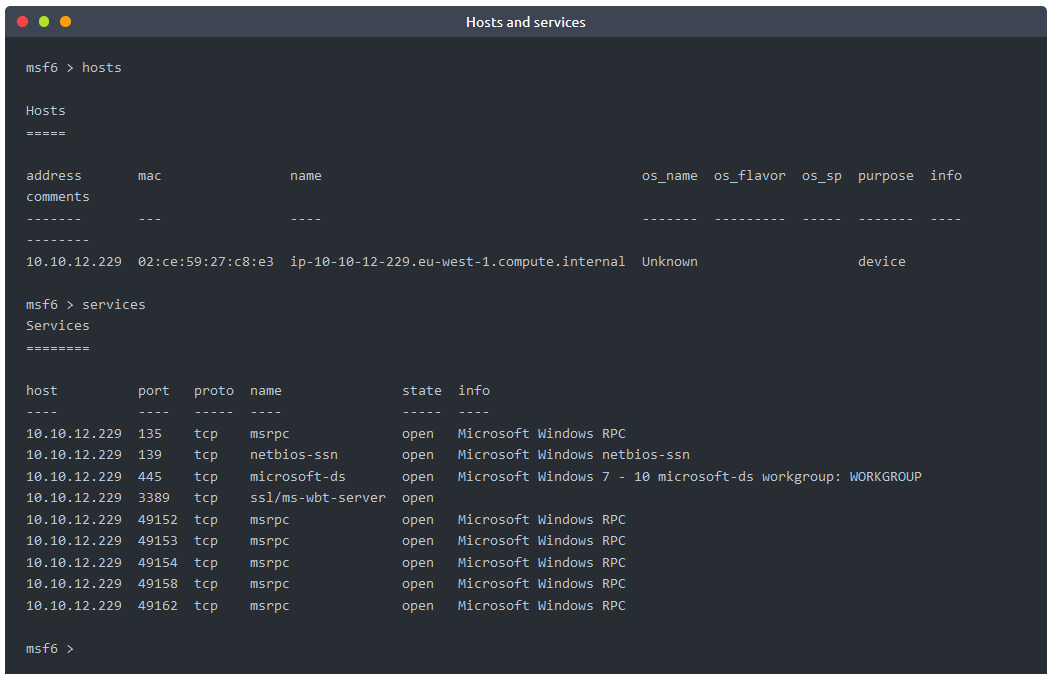 Hosts and services
msf6 > hosts
Hosts
=====
address       mac                name                                        os_name  os_flavor  os_sp  purpose  info
comments
-------       ---                ----                                        -------  ---------  -----  -------  ----
--------
10.10.12.229  02:ce:59:27:c8:e3  ip-10-10-12-229.eu-west-1.compute.internal  Unknown                    device
msf6 > services
Services
========
host          port   proto  name               state  info
----          ----   -----  ----               -----  ----
10.10.12.229  135    tcp    msrpc              open   Microsoft Windows RPC
10.10.12.229  139    tcp    netbios-ssn        open   Microsoft Windows netbios-ssn
10.10.12.229  445    tcp    microsoft-ds       open   Microsoft Windows 7 - 10 microsoft-ds workgroup: WORKGROUP
10.10.12.229  3389   tcp    ssl/ms-wbt-server  open
10.10.12.229  49152  tcp    msrpc              open   Microsoft Windows RPC
10.10.12.229  49153  tcp    msrpc              open   Microsoft Windows RPC
10.10.12.229  49154  tcp    msrpc              open   Microsoft Windows RPC
10.10.12.229  49158  tcp    msrpc              open   Microsoft Windows RPC
10.10.12.229  49162  tcp    msrpc              open   Microsoft Windows RPC
msf6 >